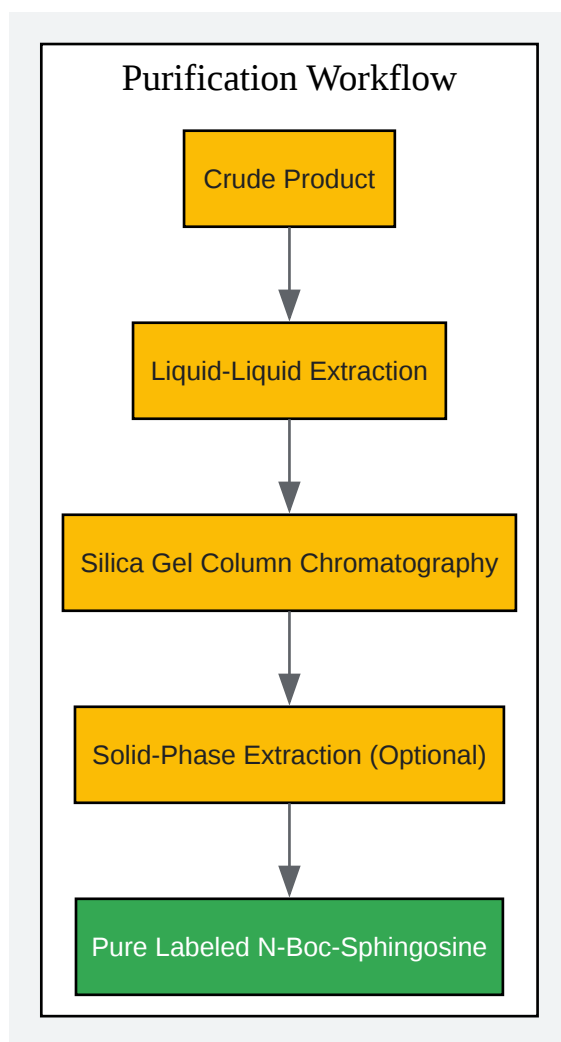 Purification Workflow
Crude Product
Liquid-Liquid Extraction
Silica Gel Column Chromatography
Solid-Phase Extraction (Optional)
Pure Labeled N-Boc-Sphingosine